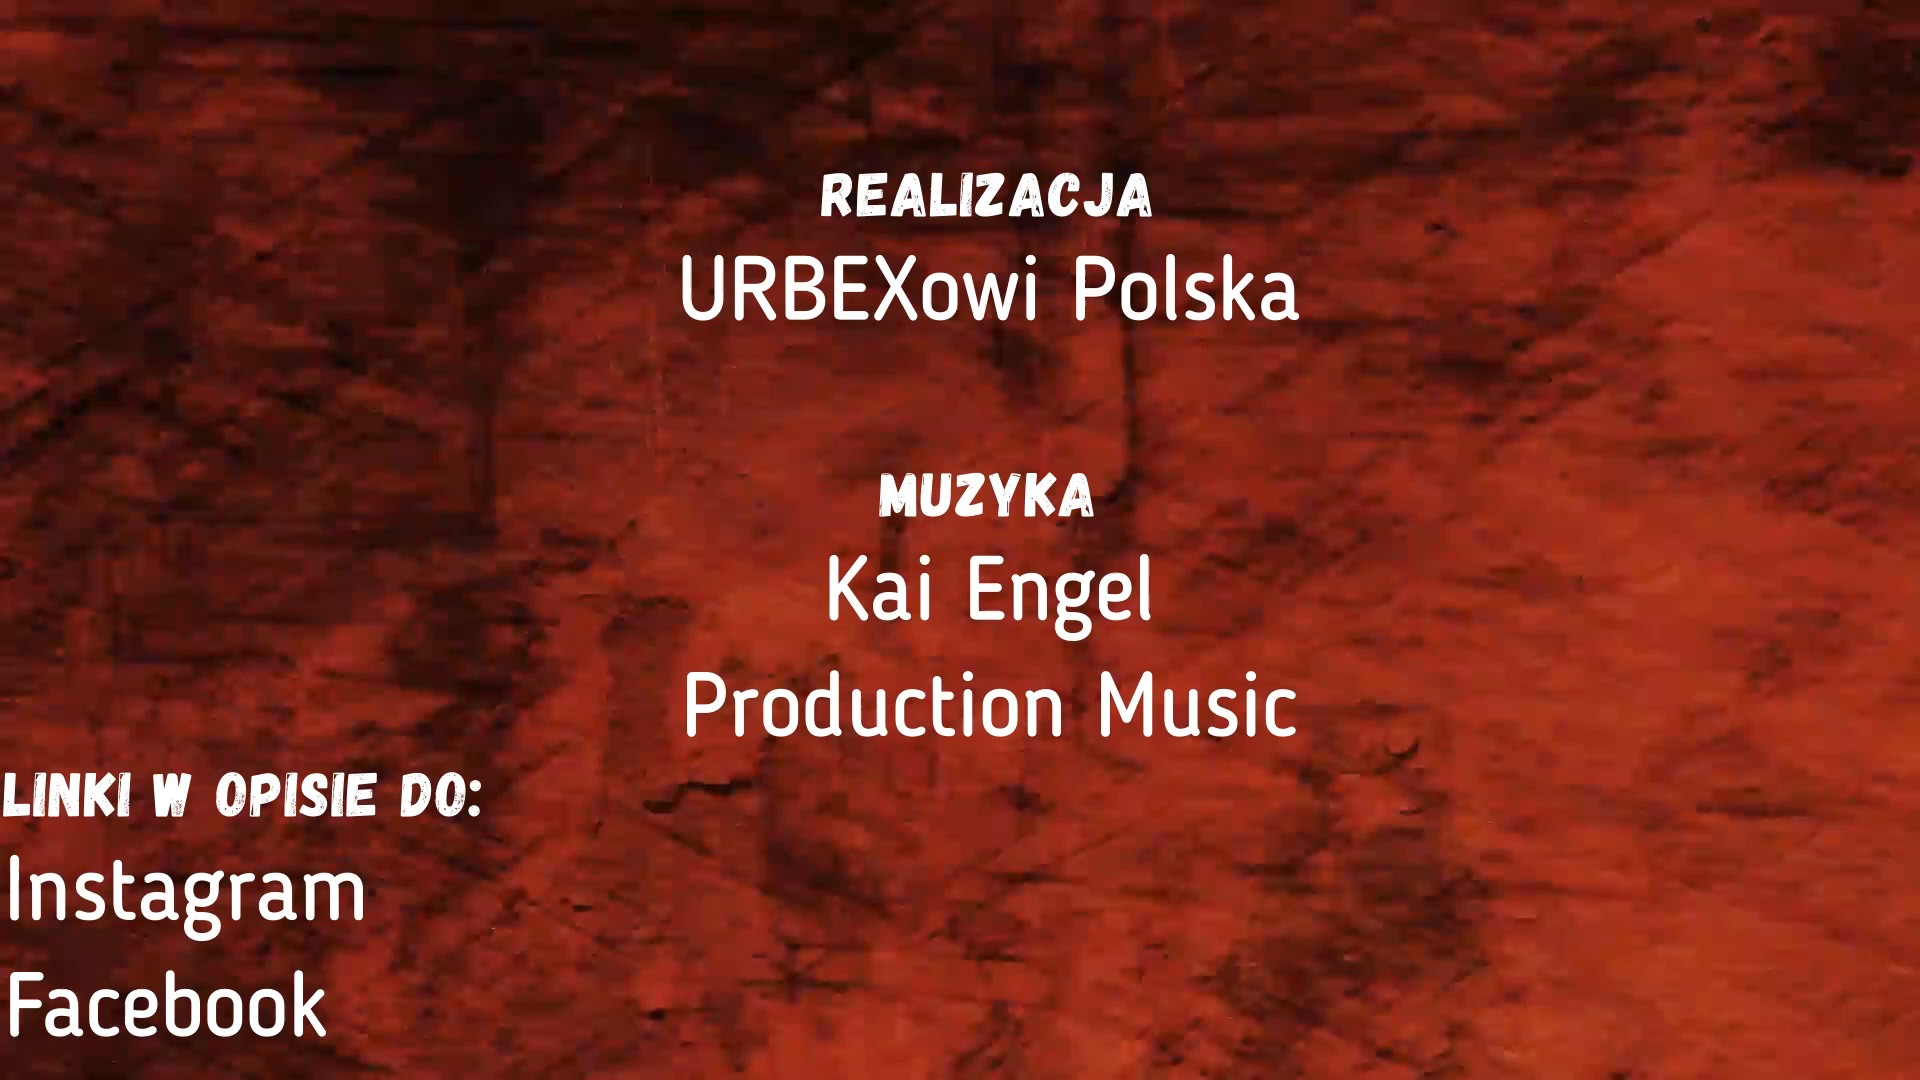 REALIZACJA
URBEXowi Polska
MUZYKA
Kai Engel
Production Music
LINKI W OPISIE DO:
Instagram
Facebook